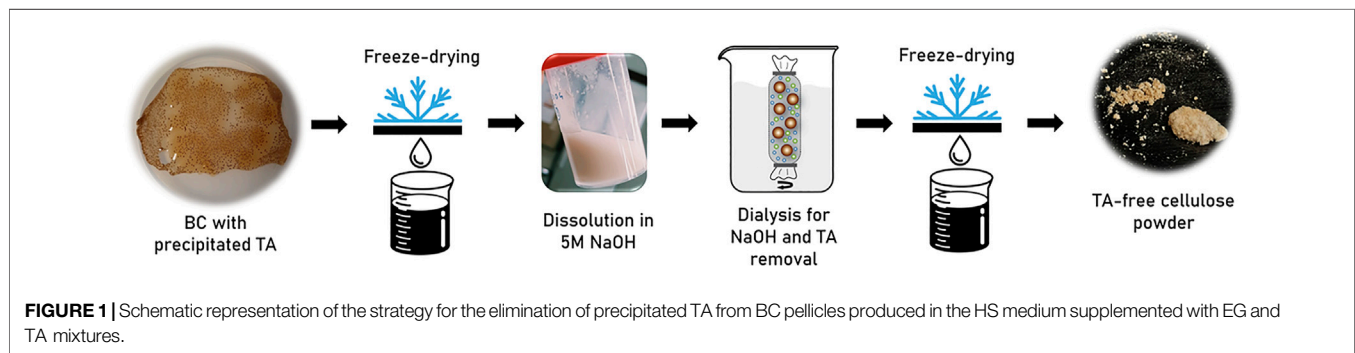 Freeze-drying
Freeze-drying
BC with
precipitated TA
Dissolution in
5M NaOH
Dialysis for
NaOH and TA
removal
TA-free cellulose
powder
FIGURE 1 | Schematic representation of the strategy for the elimination of precipitated TA from BC pellicles produced in the HS medium supplemented with EG and
TA mixtures.